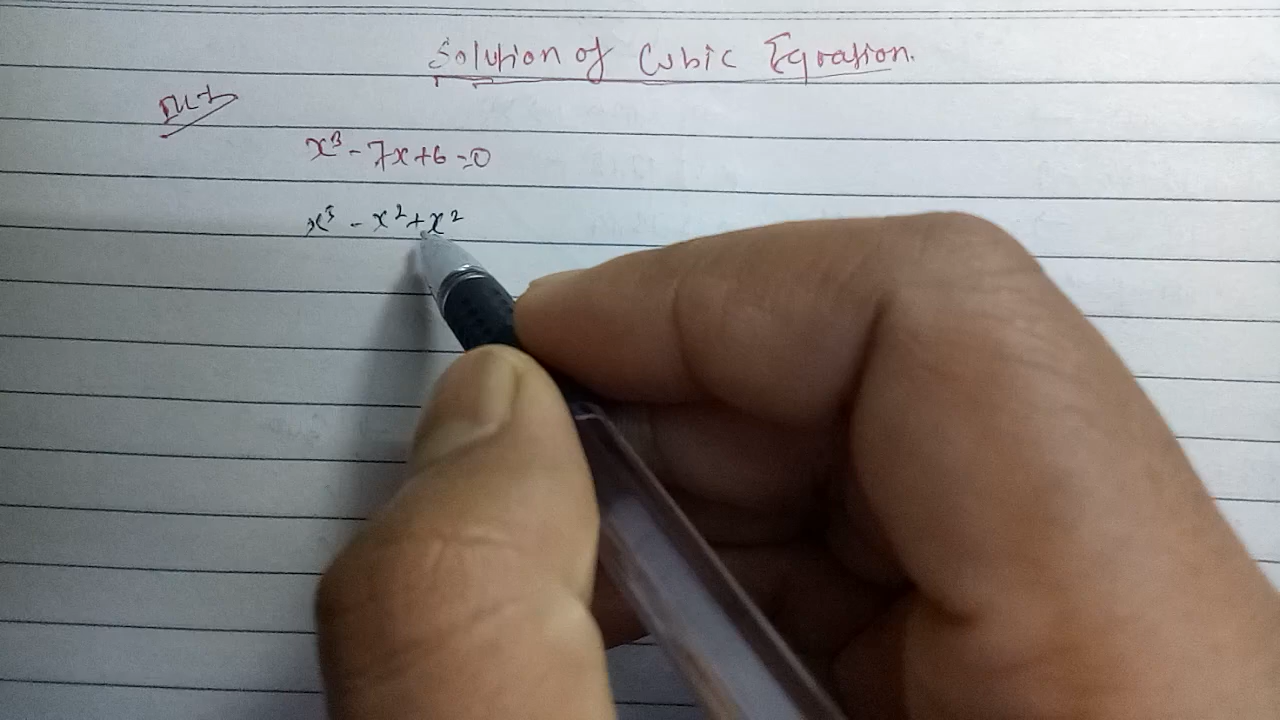 Solution of Cubic Equation.
x³ - 7x + 6 = 0
x³ - x² + x²